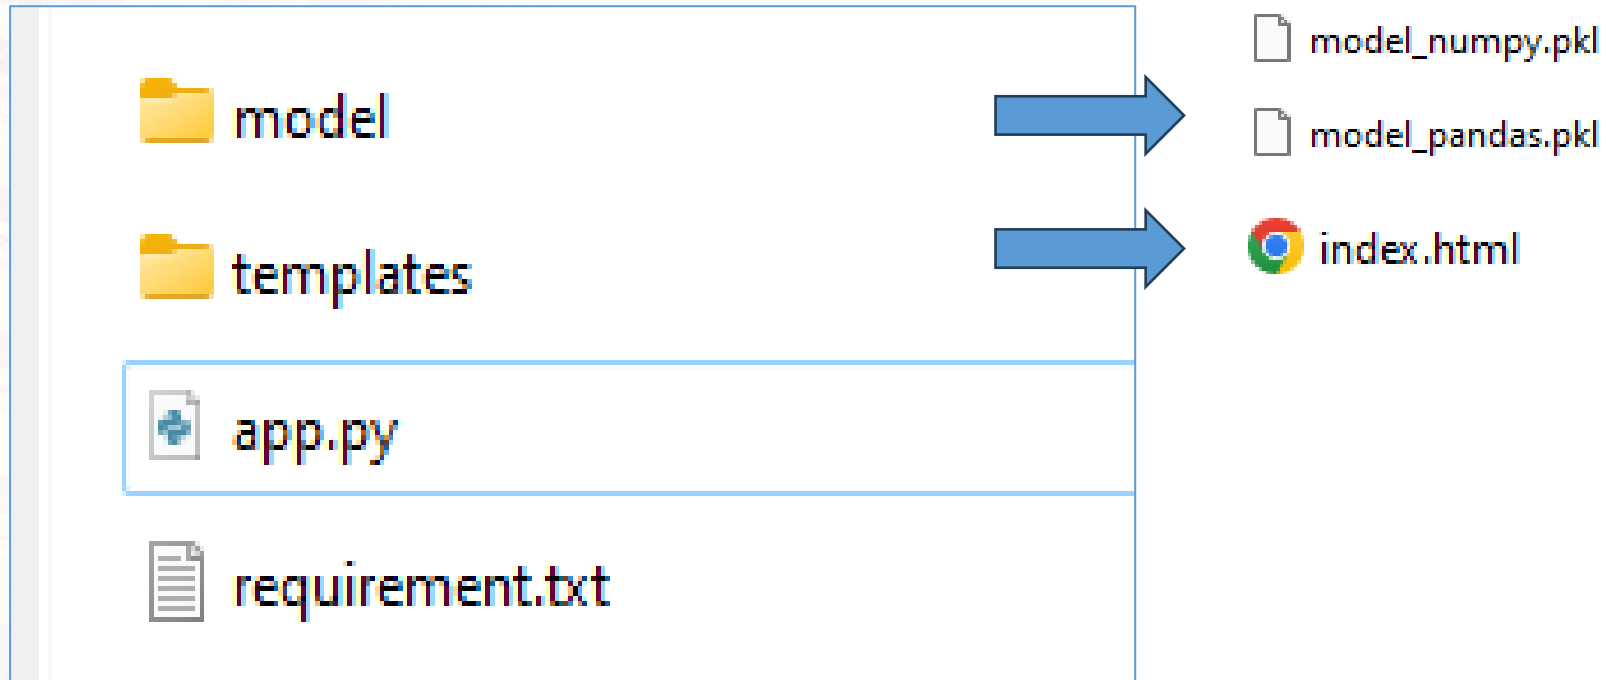 model
templates
app.py
requirement.txt
model_numpy.pkl
model_pandas.pkl
index.html